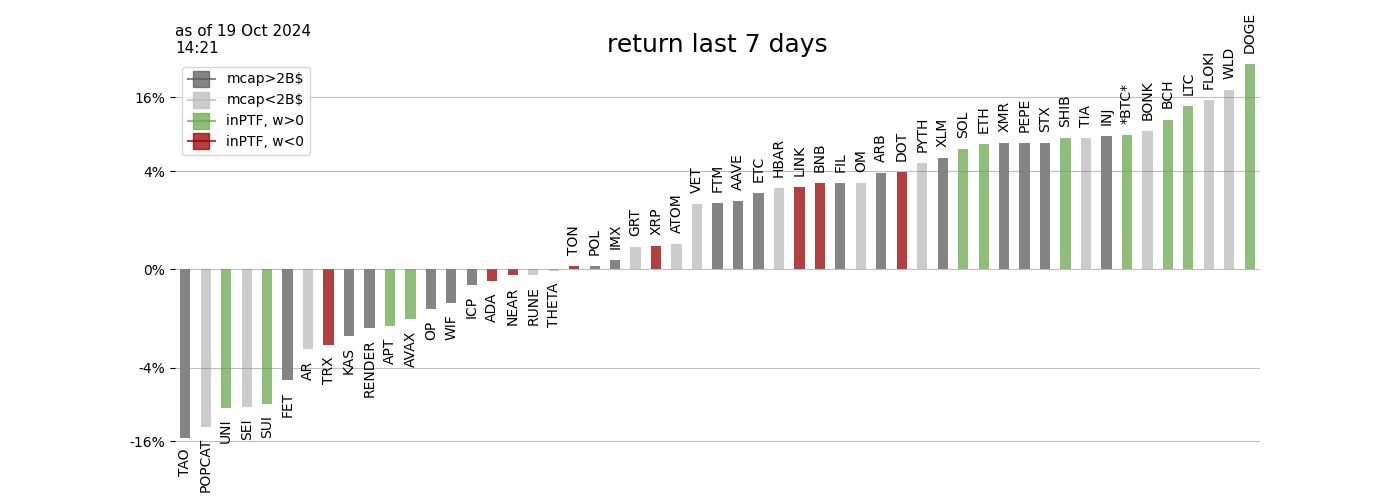 as of 19 Oct 2024
14:21
return last 7 days
mcap>2B$
mcap<2B$
inPTF, w>0
inPTF, w<0
16%
4%
0%
-4%
-16%
TAO
POPCAT
UNI
SEI
SUI
FET
AR
TRX
KAS
RENDER
APT
AVAX
OP
WIF
ICP
ADA
NEAR
RUNE
THETA
TON
POL
IMX
GRT
XRP
ATOM
VET
FTM
AAVE
ETC
HBAR
LINK
BNB
FIL
OM
ARB
DOT
PYTH
XLM
SOL
ETH
XMR
PEPE
STX
SHIB
TIA
INJ
*BTC*
BONK
BCH
LTC
FLOKI
WLD
DOGE